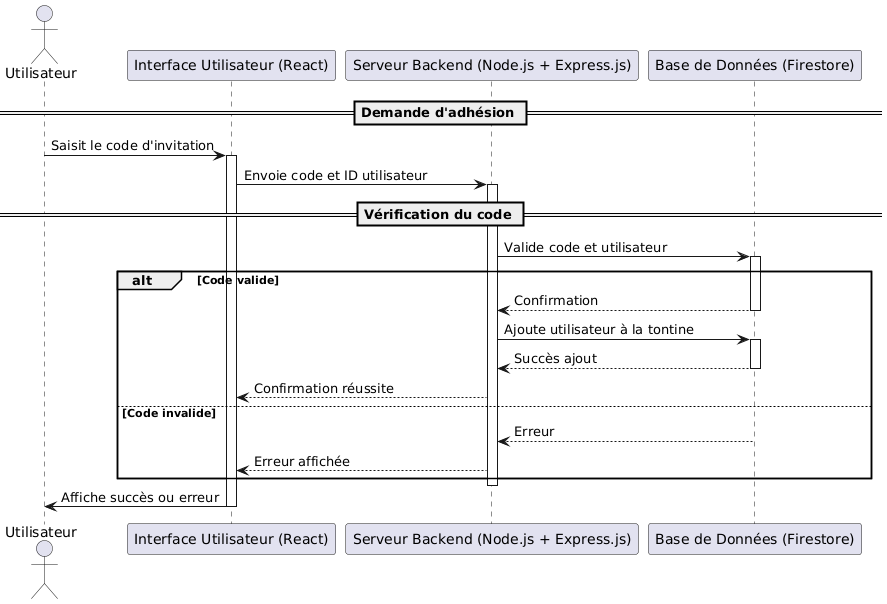 Utilisateur
Interface Utilisateur (React)
Serveur Backend (Node.js + Express.js)
Base de Données (Firestore)
Demande d'adhésion
Saisit le code d'invitation
Envoie code et ID utilisateur
Vérification du code
Valide code et utilisateur
alt
[Code valide]
Confirmation
Ajoute utilisateur à la tontine
Succès ajout
Confirmation réussite
[Code invalide]
Erreur
Erreur affichée
Affiche succès ou erreur
Utilisateur
Interface Utilisateur (React)
Serveur Backend (Node.js + Express.js)
Base de Données (Firestore)